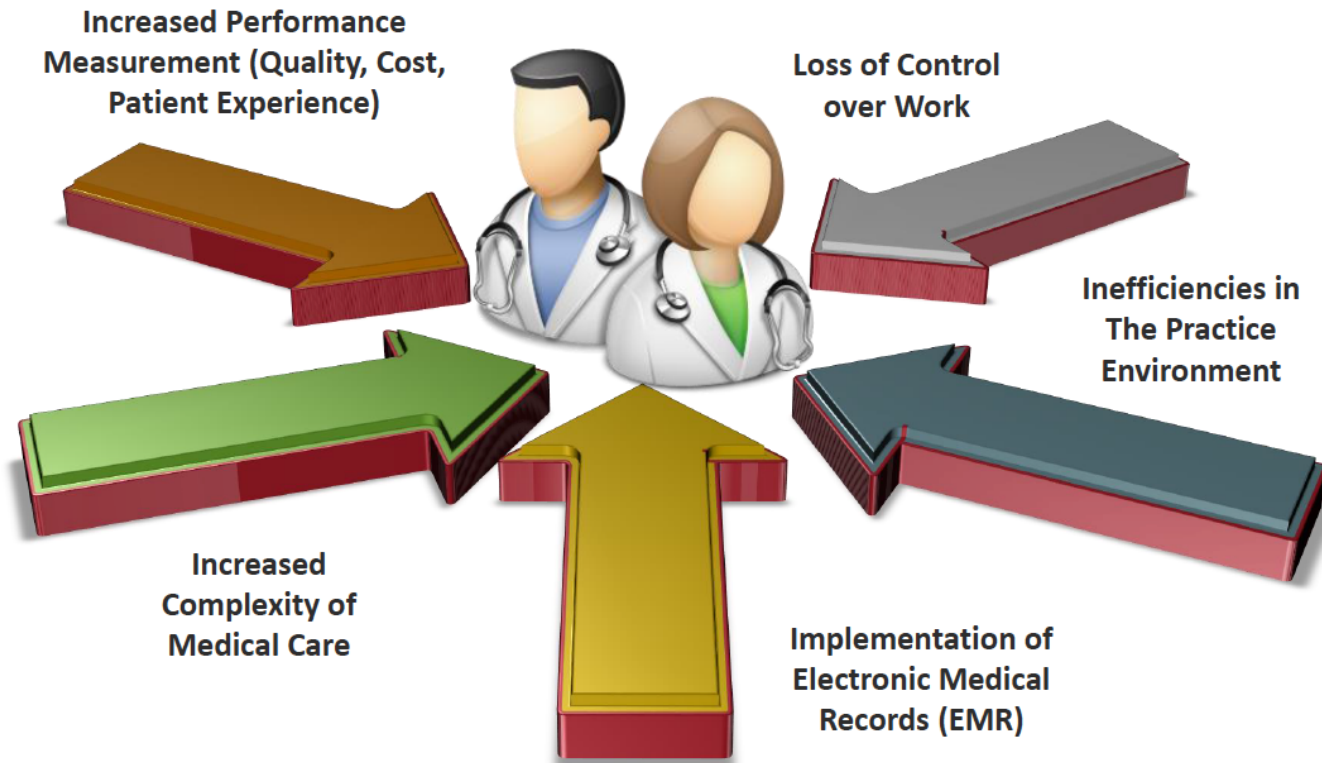 Increased Performance
Measurement (Quality, Cost,
Patient Experience)
Loss of Control
over Work
Inefficiencies in
The Practice
Environment
Increased
Complexity of
Medical Care
Implementation of
Electronic Medical
Records (EMR)